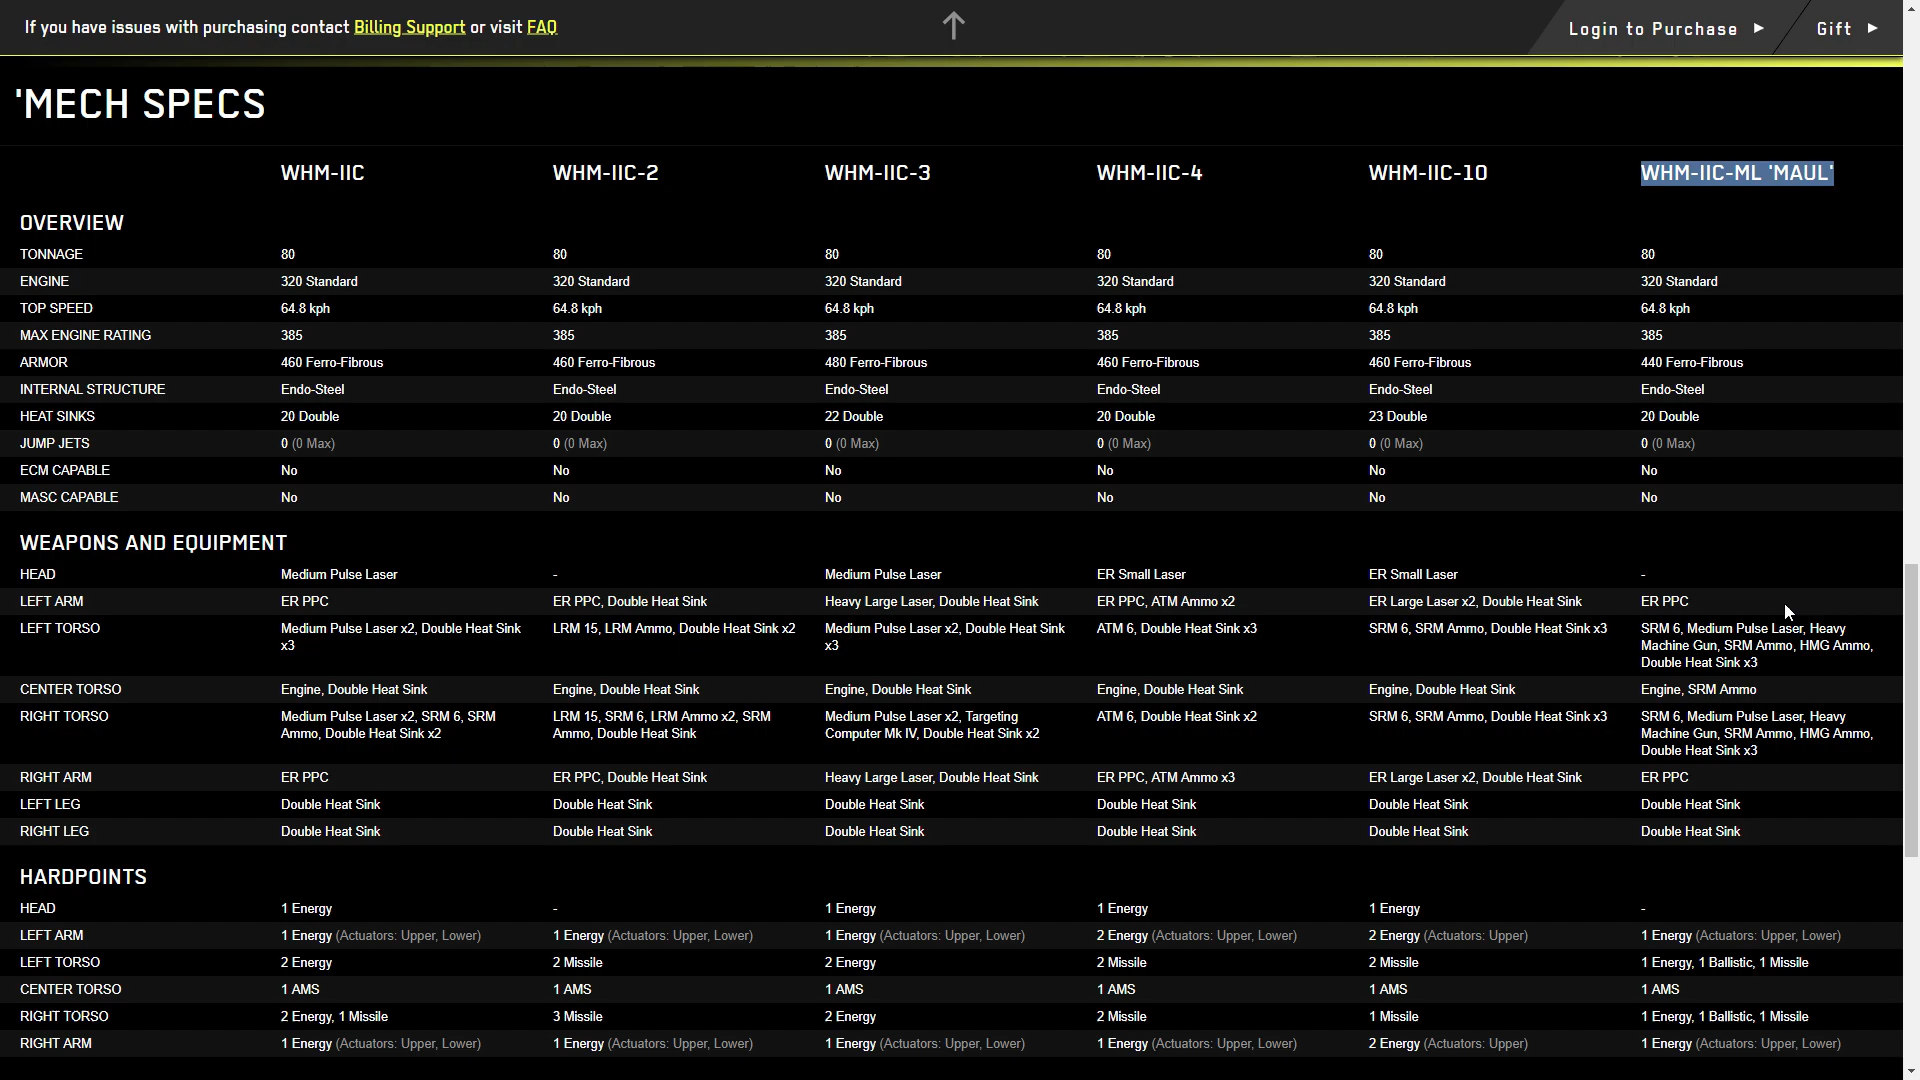 If you have issues with purchasing contact Billing Support or visit FAQ
Login to Purchase
Gift
'MECH SPECS
WHM-IIC WHM-IIC-2 WHM-IIC-3 WHM-IIC-4 WHM-IIC-10 WHM-IIC-ML 'MAUL'
OVERVIEW
TONNAGE 80 80 80 80 80 80
ENGINE 320 Standard 320 Standard 320 Standard 320 Standard 320 Standard 320 Standard
TOP SPEED 64.8 kph 64.8 kph 64.8 kph 64.8 kph 64.8 kph 64.8 kph
MAX ENGINE RATING 385 385 385 385 385 385
ARMOR 460 Ferro-Fibrous 460 Ferro-Fibrous 480 Ferro-Fibrous 460 Ferro-Fibrous 460 Ferro-Fibrous 440 Ferro-Fibrous
INTERNAL STRUCTURE Endo-Steel Endo-Steel Endo-Steel Endo-Steel Endo-Steel Endo-Steel
HEAT SINKS 20 Double 20 Double 22 Double 20 Double 23 Double 20 Double
JUMP JETS 0 (0 Max) 0 (0 Max) 0 (0 Max) 0 (0 Max) 0 (0 Max) 0 (0 Max)
ECM CAPABLE No No No No No No
MASC CAPABLE No No No No No No
WEAPONS AND EQUIPMENT
HEAD Medium Pulse Laser - Medium Pulse Laser ER Small Laser ER Small Laser -
LEFT ARM ER PPC ER PPC, Double Heat Sink Heavy Large Laser, Double Heat Sink ER PPC, ATM Ammo x2 ER Large Laser x2, Double Heat Sink ER PPC
LEFT TORSO Medium Pulse Laser x2, Double Heat Sink LRM 15, LRM Ammo, Double Heat Sink x2 Medium Pulse Laser x2, Double Heat Sink ATM 6, Double Heat Sink x3 SRM 6, SRM Ammo, Double Heat Sink x3 SRM 6, Medium Pulse Laser, Heavy
x3 x3 Machine Gun, SRM Ammo, HMG Ammo,
Double Heat Sink x3
CENTER TORSO Engine, Double Heat Sink Engine, Double Heat Sink Engine, Double Heat Sink Engine, Double Heat Sink Engine, Double Heat Sink Engine, SRM Ammo
RIGHT TORSO Medium Pulse Laser x2, SRM 6, SRM LRM 15, SRM 6, LRM Ammo x2, SRM Medium Pulse Laser x2, Targeting ATM 6, Double Heat Sink x2 SRM 6, SRM Ammo, Double Heat Sink x3 SRM 6, Medium Pulse Laser, Heavy
Ammo, Double Heat Sink x2 Ammo, Double Heat Sink Computer Mk IV, Double Heat Sink x2 Machine Gun, SRM Ammo, HMG Ammo,
Double Heat Sink x3
RIGHT ARM ER PPC ER PPC, Double Heat Sink Heavy Large Laser, Double Heat Sink ER PPC, ATM Ammo x3 ER Large Laser x2, Double Heat Sink ER PPC
LEFT LEG Double Heat Sink Double Heat Sink Double Heat Sink Double Heat Sink Double Heat Sink Double Heat Sink
RIGHT LEG Double Heat Sink Double Heat Sink Double Heat Sink Double Heat Sink Double Heat Sink Double Heat Sink
HARDPOINTS
HEAD 1 Energy - 1 Energy 1 Energy 1 Energy -
LEFT ARM 1 Energy (Actuators: Upper, Lower) 1 Energy (Actuators: Upper, Lower) 1 Energy (Actuators: Upper, Lower) 2 Energy (Actuators: Upper, Lower) 2 Energy (Actuators: Upper) 1 Energy (Actuators: Upper, Lower)
LEFT TORSO 2 Energy 2 Missile 2 Energy 2 Missile 2 Missile 1 Energy, 1 Ballistic, 1 Missile
CENTER TORSO 1 AMS 1 AMS 1 AMS 1 AMS 1 AMS 1 AMS
RIGHT TORSO 2 Energy, 1 Missile 3 Missile 2 Energy 2 Missile 1 Missile 1 Energy, 1 Ballistic, 1 Missile
RIGHT ARM 1 Energy (Actuators: Upper, Lower) 1 Energy (Actuators: Upper, Lower) 1 Energy (Actuators: Upper, Lower) 1 Energy (Actuators: Upper, Lower) 2 Energy (Actuators: Upper) 1 Energy (Actuators: Upper, Lower)